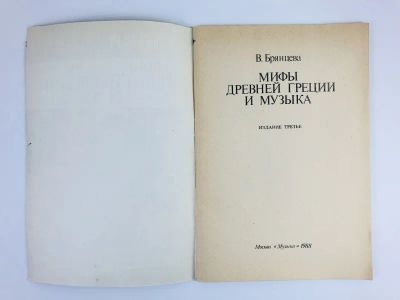 В. Брянцева
МИФЫ
ДРЕВНЕЙ ГРЕЦИИ
И МУЗЫКА
ИЗДАНИЕ ТРЕТЬЕ
Москва «Музыка» 1988